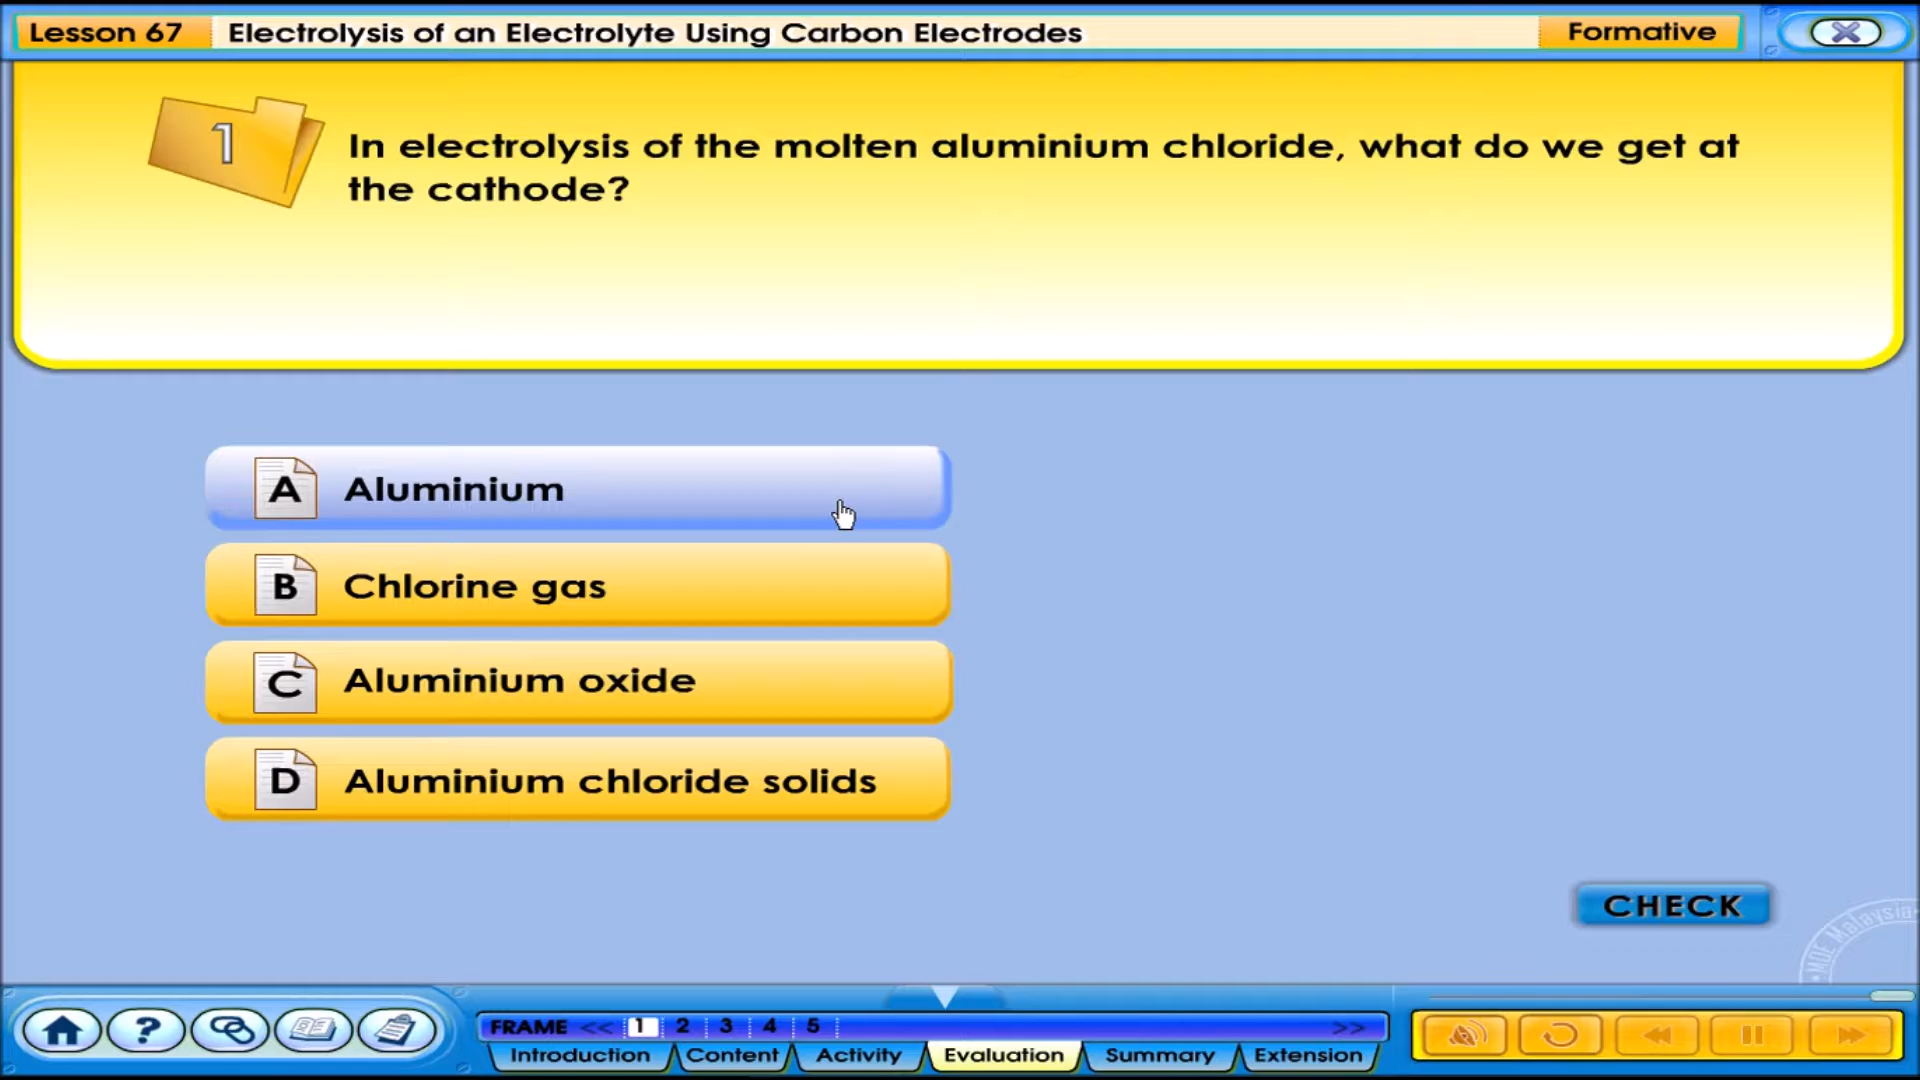 Lesson 67
Electrolysis of an Electrolyte Using Carbon Electrodes
Formative
1
In electrolysis of the molten aluminium chloride, what do we get at
the cathode?
A Aluminium
B Chlorine gas
C Aluminium oxide
D Aluminium chloride solids
CHECK
MOE Malaysia
?
FRAME << 1 2 3 4 5 >>
Introduction Content Activity Evaluation Summary Extension